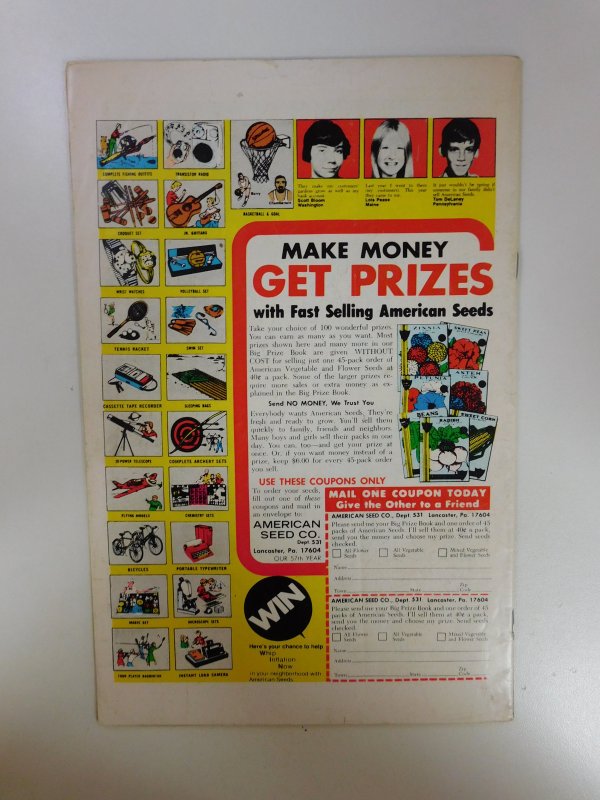 COMPLETE FISHING OUTFITS
TRANSISTOR RADIO
CROQUET SET
JR. GUITARS
WRIST WATCHES
VOLLEYBALL SET
TENNIS RACKET
SWIM SET
CASSETTE TAPE RECORDER
SLEEPING BAGS
30-POWER TELESCOPE
COMPLETE ARCHERY SETS
FLYING MODELS
CHEMISTRY SETS
BICYCLES
PORTABLE TYPEWRITER
MICROSCOPE SETS
FOUR PLAYER BADMINTON
INSTANT LOAD CAMERA
Barry
Chamberlain
BASKETBALL & GOAL
Scott Bloom
Washington
Lois Pease
Maine
Tom DeLaney
Pennsylvania
MAKE MONEY
GET PRIZES
with Fast Selling American Seeds
Take your choice of 100 wonderful prizes.
You can earn as many as you want. Most
prizes shown here and many more in our
Big Prize Book are given WITHOUT
COST for selling just one 45-pack order of
American Vegetable and Flower Seeds at
40¢ a pack. Some of the larger prizes re-
quire more sales or extra money as ex-
plained in the Big Prize Book.
Send NO MONEY, We Trust You
Everybody wants American Seeds. They're
fresh and ready to grow. You'll sell them
quickly to family, friends and neighbors.
Many boys and girls sell their packs in one
day. You can, too—and get your prize at
once. Or, if you want money instead of a
prize, keep $6.00 for every 45-pack order
you sell.
ZINNIA
SWEET PEAS
PETUNIA
ASTER
BEANS
RADISH
SWEET CORN
USE THESE COUPONS ONLY
To order your seeds,
fill out one of these
coupons and mail in
an envelope to:
AMERICAN
SEED CO.
Dept 531
Lancaster, Pa. 17604
OUR 57th YEAR
MAIL ONE COUPON TODAY
Give the Other to a Friend
AMERICAN SEED CO., Dept. 531 Lancaster, Pa. 17604
Please send me your Big Prize Book and one order of 45
packs of American Seeds. I'll sell them at 40¢ a pack,
send you the money and choose my prize. Send seeds
checked.
All Flower Seeds
All Vegetable Seeds
Mixed Vegetable and Flower Seeds
Name
Address
Town State Zip Code
AMERICAN SEED CO., Dept. 531 Lancaster, Pa. 17604
Please send me your Big Prize Book and one order of 45
packs of American Seeds. I'll sell them at 40¢ a pack,
send you the money and choose my prize. Send seeds
checked.
All Flower Seeds
All Vegetable Seeds
Mixed Vegetable and Flower Seeds
Name
Address
Town State Zip Code
WIN
Here's your chance to help
Whip
Inflation
Now
in your neighborhood with
American Seeds